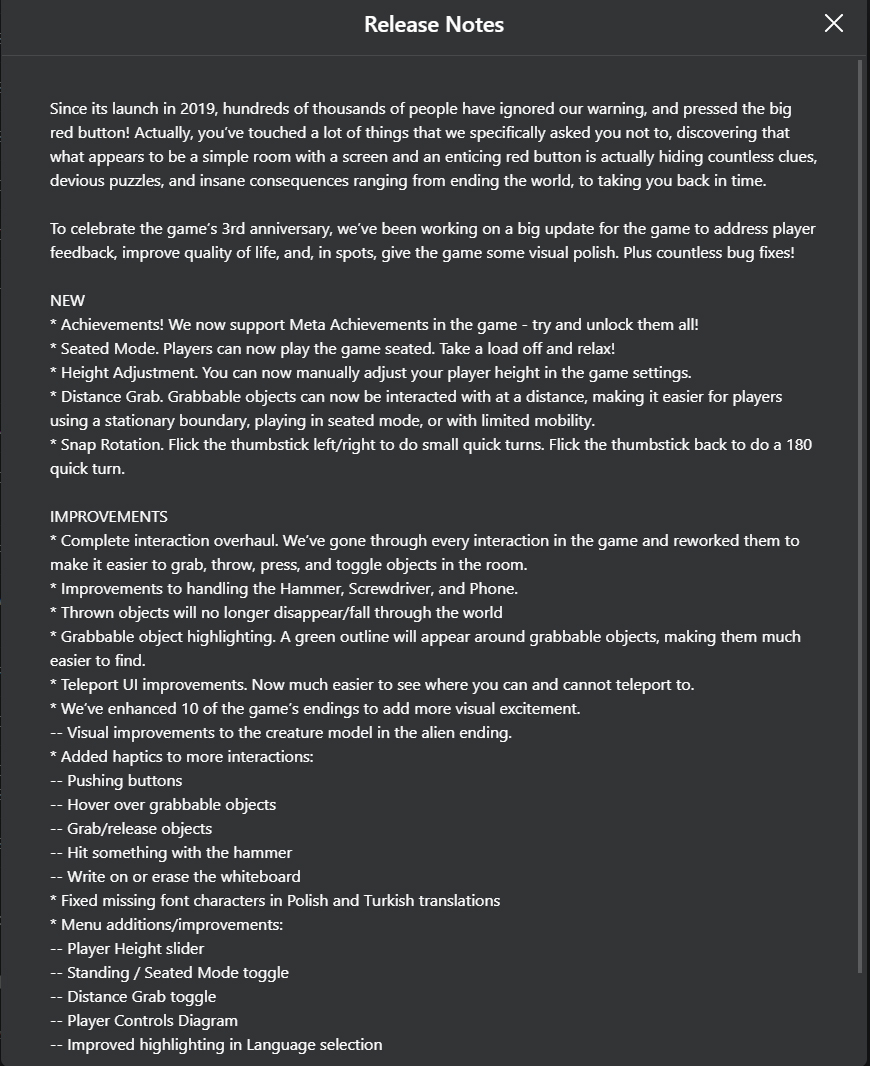 Release Notes
Since its launch in 2019, hundreds of thousands of people have ignored our warning, and pressed the big
red button! Actually, you’ve touched a lot of things that we specifically asked you not to, discovering that
what appears to be a simple room with a screen and an enticing red button is actually hiding countless clues,
devious puzzles, and insane consequences ranging from ending the world, to taking you back in time.
To celebrate the game’s 3rd anniversary, we’ve been working on a big update for the game to address player
feedback, improve quality of life, and, in spots, give the game some visual polish. Plus countless bug fixes!
NEW
* Achievements! We now support Meta Achievements in the game - try and unlock them all!
* Seated Mode. Players can now play the game seated. Take a load off and relax!
* Height Adjustment. You can now manually adjust your player height in the game settings.
* Distance Grab. Grabbable objects can now be interacted with at a distance, making it easier for players
using a stationary boundary, playing in seated mode, or with limited mobility.
* Snap Rotation. Flick the thumbstick left/right to do small quick turns. Flick the thumbstick back to do a 180
quick turn.
IMPROVEMENTS
* Complete interaction overhaul. We’ve gone through every interaction in the game and reworked them to
make it easier to grab, throw, press, and toggle objects in the room.
* Improvements to handling the Hammer, Screwdriver, and Phone.
* Thrown objects will no longer disappear/fall through the world
* Grabbable object highlighting. A green outline will appear around grabbable objects, making them much
easier to find.
* Teleport UI improvements. Now much easier to see where you can and cannot teleport to.
* We’ve enhanced 10 of the game’s endings to add more visual excitement.
-- Visual improvements to the creature model in the alien ending.
* Added haptics to more interactions:
-- Pushing buttons
-- Hover over grabbable objects
-- Grab/release objects
-- Hit something with the hammer
-- Write on or erase the whiteboard
* Fixed missing font characters in Polish and Turkish translations
* Menu additions/improvements:
-- Player Height slider
-- Standing / Seated Mode toggle
-- Distance Grab toggle
-- Player Controls Diagram
-- Improved highlighting in Language selection